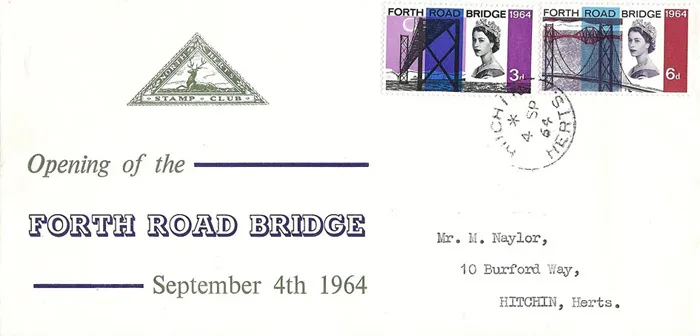 FORTH ROAD BRIDGE 1964
3d
FORTH ROAD BRIDGE 1964
6d
STAMP · CLUB
HITCHIN
HERTS.
*
4 SP
64
Opening of the
FORTH ROAD BRIDGE
September 4th 1964
Mr. M. Naylor,
10 Burford Way,
HITCHIN, Herts.